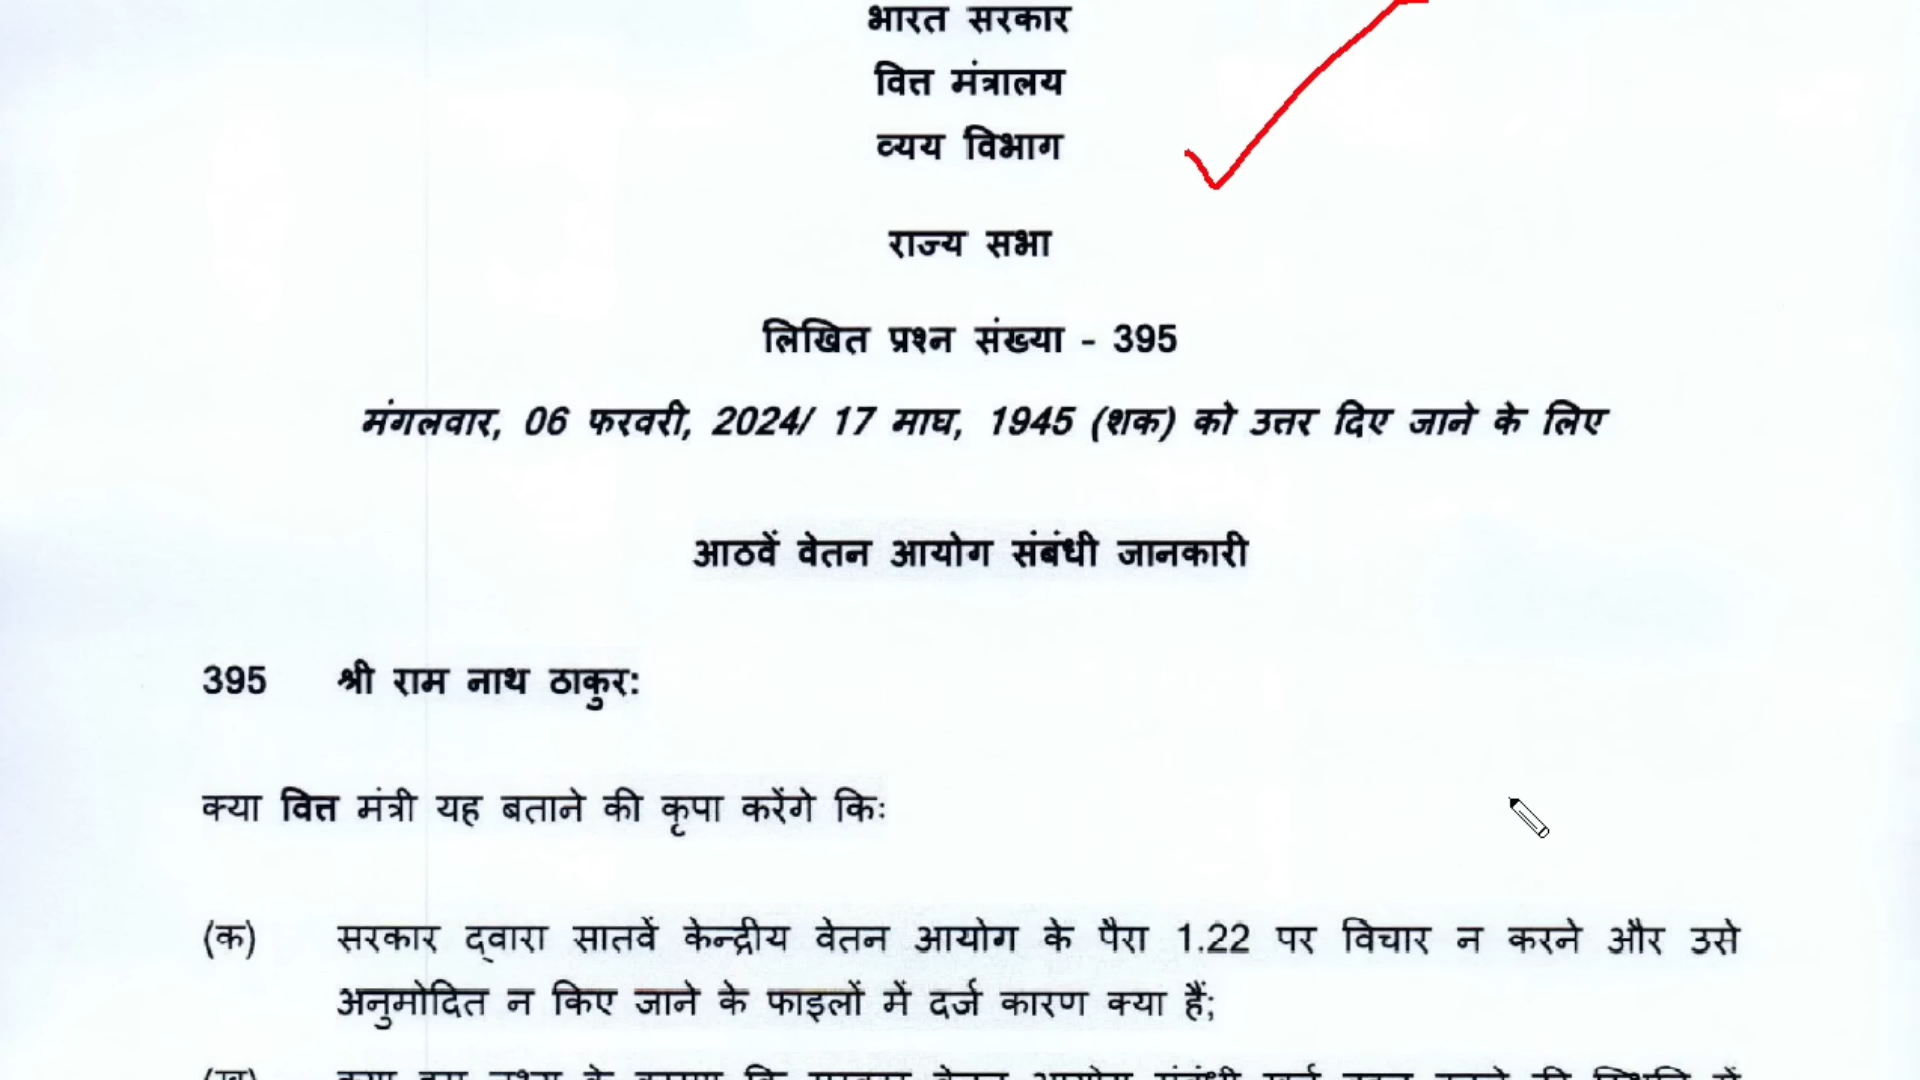 भारत सरकार
वित्त मंत्रालय
व्यय विभाग
राज्य सभा
लिखित प्रश्न संख्या - 395
मंगलवार, 06 फरवरी, 2024/ 17 माघ, 1945 (शक) को उत्तर दिए जाने के लिए
आठवें वेतन आयोग संबंधी जानकारी
395 श्री राम नाथ ठाकुर:
क्या वित्त मंत्री यह बताने की कृपा करेंगे किः
(क) सरकार द्वारा सातवें केन्द्रीय वेतन आयोग के पैरा 1.22 पर विचार न करने और उसे
अनुमोदित न किए जाने के फाइलों में दर्ज कारण क्या हैं;